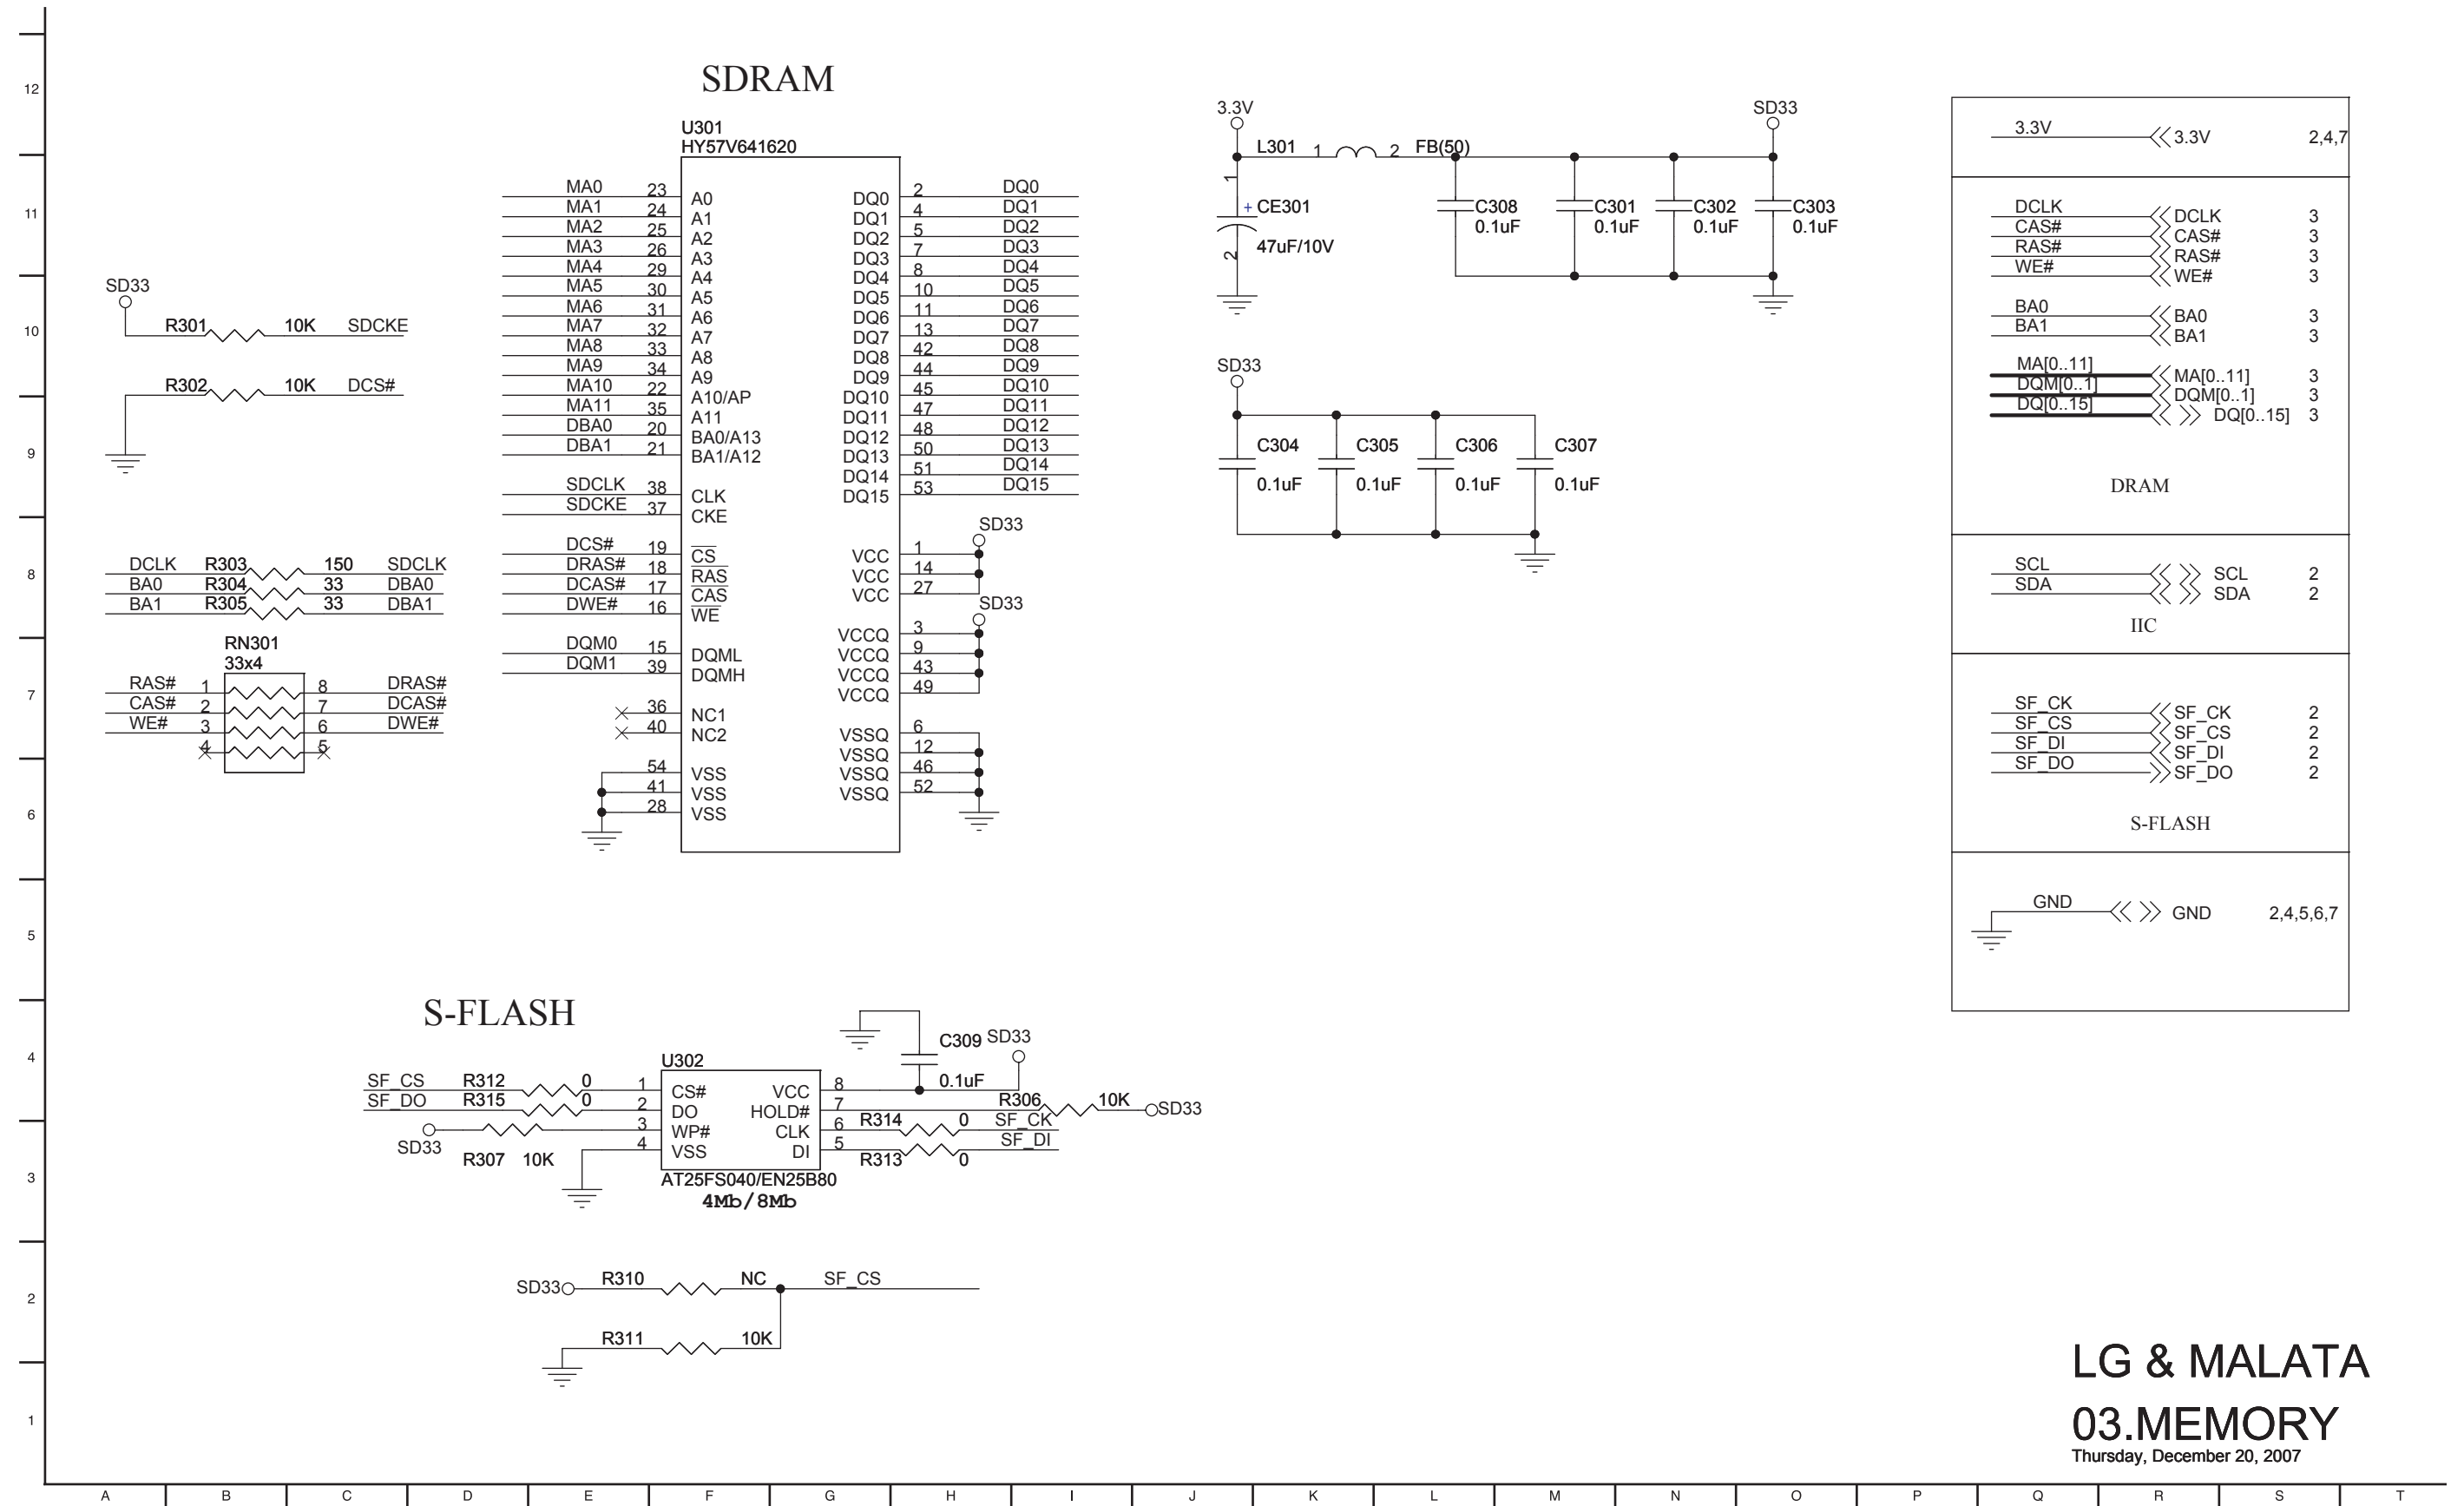 SDRAM
U301
HY57V641620
MA0 23 A0 DQ0 2 DQ0
MA1 24 A1 DQ1 4 DQ1
MA2 25 A2 DQ2 5 DQ2
MA3 26 A3 DQ3 7 DQ3
MA4 29 A4 DQ4 8 DQ4
MA5 30 A5 DQ5 10 DQ5
MA6 31 A6 DQ6 11 DQ6
MA7 32 A7 DQ7 13 DQ7
MA8 33 A8 DQ8 42 DQ8
MA9 34 A9 DQ9 44 DQ9
MA10 22 A10/AP DQ10 45 DQ10
MA11 35 A11 DQ11 47 DQ11
DBA0 20 BA0/A13 DQ12 48 DQ12
DBA1 21 BA1/A12 DQ13 50 DQ13
DQ14 51 DQ14
SDCLK 38 CLK DQ15 53 DQ15
SDCKE 37 CKE
SD33
DCS# 19 CS VCC 1
DRAS# 18 RAS VCC 14
DCAS# 17 CAS VCC 27
DWE# 16 WE
SD33
VCCQ 3
DQM0 15 DQML VCCQ 9
DQM1 39 DQMH VCCQ 43
VCCQ 49
36 NC1
40 NC2 VSSQ 6
VSSQ 12
54 VSS VSSQ 46
41 VSS VSSQ 52
28 VSS
SD33
R301 10K SDCKE
R302 10K DCS#
DCLK R303 150 SDCLK
BA0 R304 33 DBA0
BA1 R305 33 DBA1
RN301
33x4
RAS# 1 8 DRAS#
CAS# 2 7 DCAS#
WE# 3 6 DWE#
4 5
3.3V SD33
L301 1 2 FB(50)
1
+ CE301
47uF/10V
2
C308
0.1uF
C301
0.1uF
C302
0.1uF
C303
0.1uF
SD33
C304 C305 C306 C307
0.1uF 0.1uF 0.1uF 0.1uF
3.3V 3.3V 2,4,7
DCLK DCLK 3
CAS# CAS# 3
RAS# RAS# 3
WE# WE# 3
BA0 BA0 3
BA1 BA1 3
MA[0..11] MA[0..11] 3
DQM[0..1] DQM[0..1] 3
DQ[0..15] DQ[0..15] 3
DRAM
SCL SCL 2
SDA SDA 2
IIC
SF_CK SF_CK 2
SF_CS SF_CS 2
SF_DI SF_DI 2
SF_DO SF_DO 2
S-FLASH
GND GND 2,4,5,6,7
S-FLASH
C309 SD33
0.1uF
U302
SF_CS R312 0 1 CS# VCC 8
SF_DO R315 0 2 DO HOLD# 7 R306 10K SD33
SD33 3 WP# CLK 6 R314 0 SF_CK
R307 10K 4 VSS DI 5 R313 0 SF_DI
AT25FS040/EN25B80
4Mb/8Mb
SD33 R310 NC SF_CS
R311 10K
LG & MALATA
03.MEMORY
Thursday, December 20, 2007
12
11
10
9
8
7
6
5
4
3
2
1
A B C D E F G H I J K L M N O P Q R S T